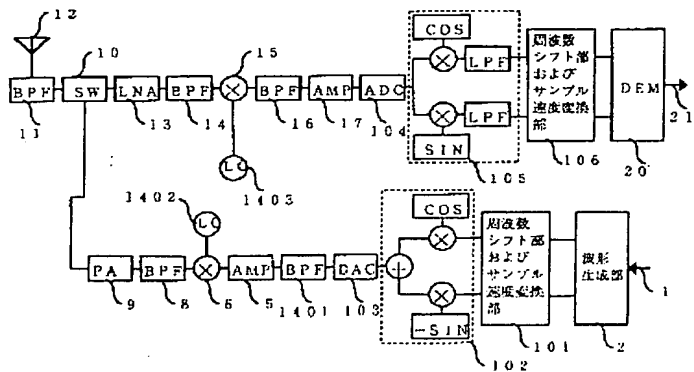 12
10
15
COS
LPF
周波数
シフト部
および
サンプル
速度変換
部
BPF
SW
LNA
BPF
BPF
AMP
ADC
DEM
11
13
14
16
17
104
LPF
SIN
21
LO
1403
105
106
20
1402
LO
COS
周波数
シフト部
および
サンプル
速度変換
部
波形
生成部
PA
BPF
AMP
BPF
DAC
1
9
8
6
5
1401
103
-SIN
102
101
2